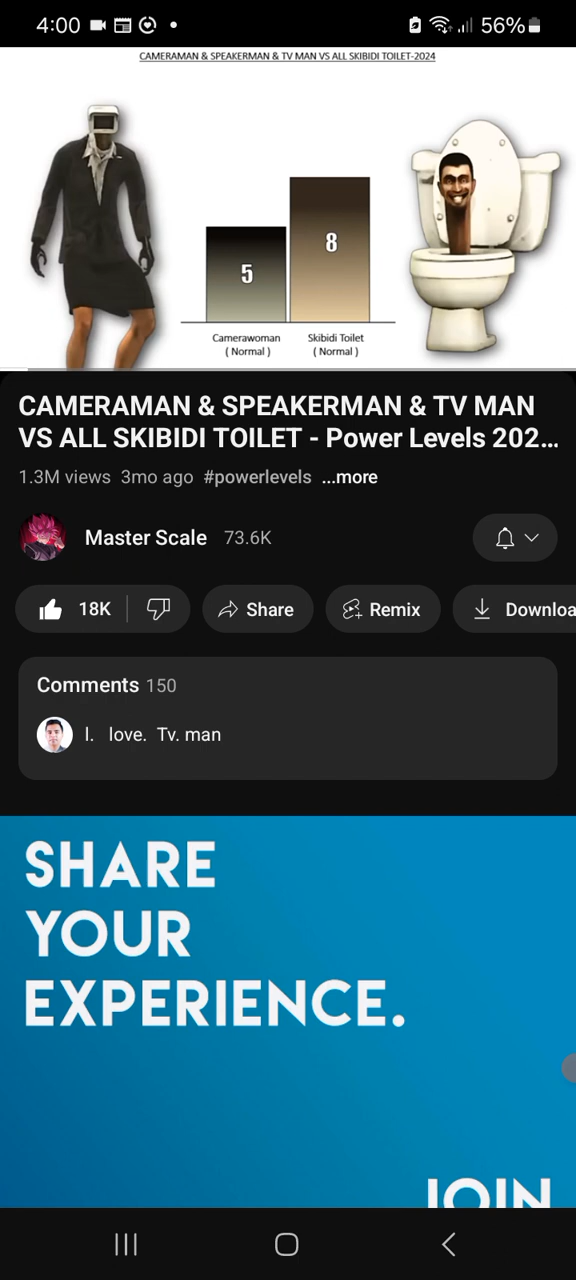 4:00
56%
CAMERAMAN & SPEAKERMAN & TV MAN VS ALL SKIBIDI TOILET-2024
5
8
Camerawoman
( Normal )
Skibidi Toilet
( Normal )
CAMERAMAN & SPEAKERMAN & TV MAN
VS ALL SKIBIDI TOILET - Power Levels 202...
1.3M views 3mo ago #powerlevels ...more
Master Scale 73.6K
18K Share Remix Downloa
Comments 150
I. love. Tv. man
SHARE
YOUR
EXPERIENCE.
JOIN